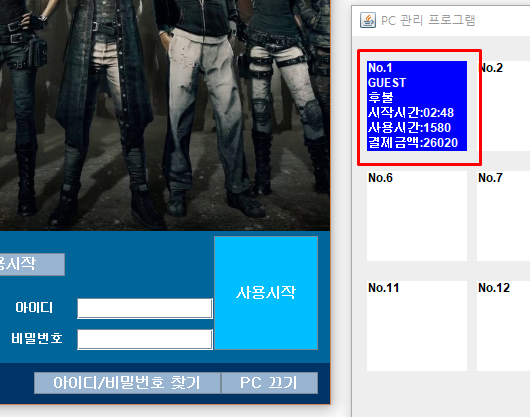 용시작
아이디
비밀번호
사용시작
아이디/비밀번호 찾기
PC 끄기
PC 관리 프로그램
No.1
GUEST
후불
시작시간:02:48
사용시간:1580
결제금액:26020
No.2
No.6
No.7
No.11
No.12